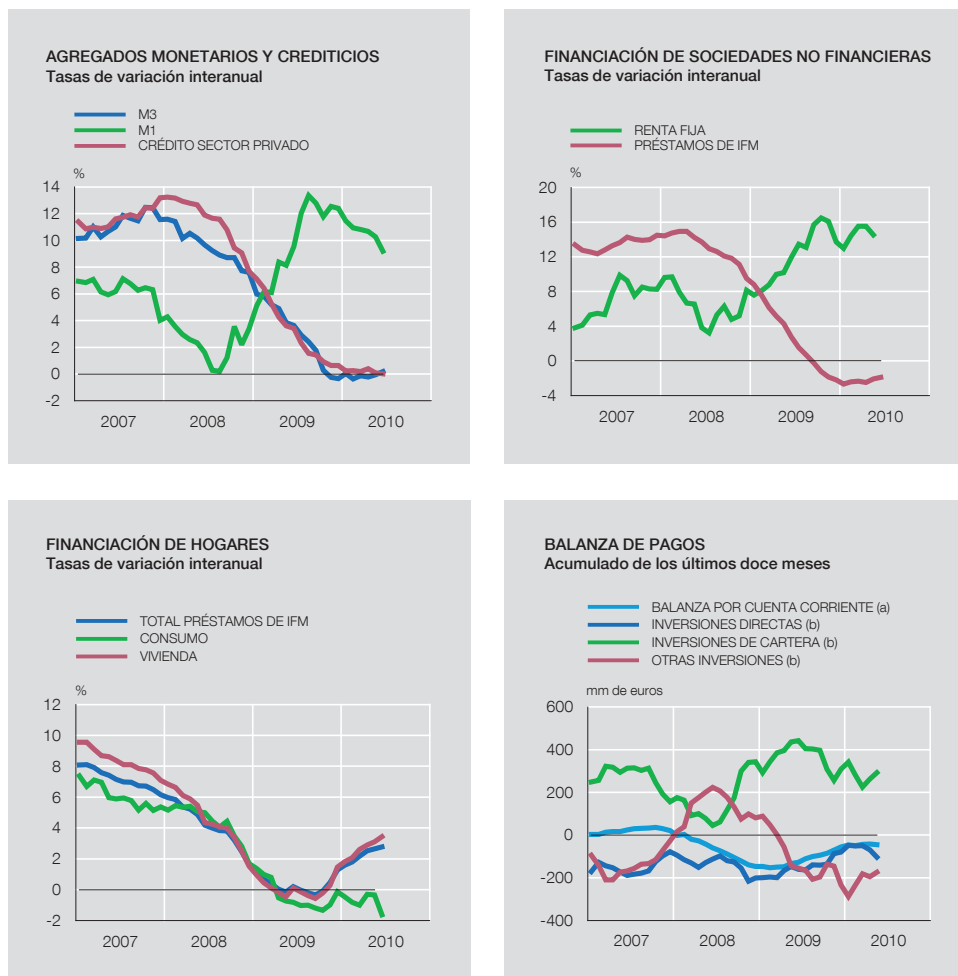 AGREGADOS MONETARIOS Y CREDITICIOS
Tasas de variación interanual
M3
M1
CRÉDITO SECTOR PRIVADO
%
14
12
10
8
6
4
2
0
-2
2007 2008 2009 2010
FINANCIACIÓN DE SOCIEDADES NO FINANCIERAS
Tasas de variación interanual
RENTA FIJA
PRÉSTAMOS DE IFM
%
20
16
12
8
4
0
-4
2007 2008 2009 2010
FINANCIACIÓN DE HOGARES
Tasas de variación interanual
TOTAL PRÉSTAMOS DE IFM
CONSUMO
VIVIENDA
%
12
10
8
6
4
2
0
-2
2007 2008 2009 2010
BALANZA DE PAGOS
Acumulado de los últimos doce meses
BALANZA POR CUENTA CORRIENTE (a)
INVERSIONES DIRECTAS (b)
INVERSIONES DE CARTERA (b)
OTRAS INVERSIONES (b)
mm de euros
600
400
200
0
-200
-400
2007 2008 2009 2010